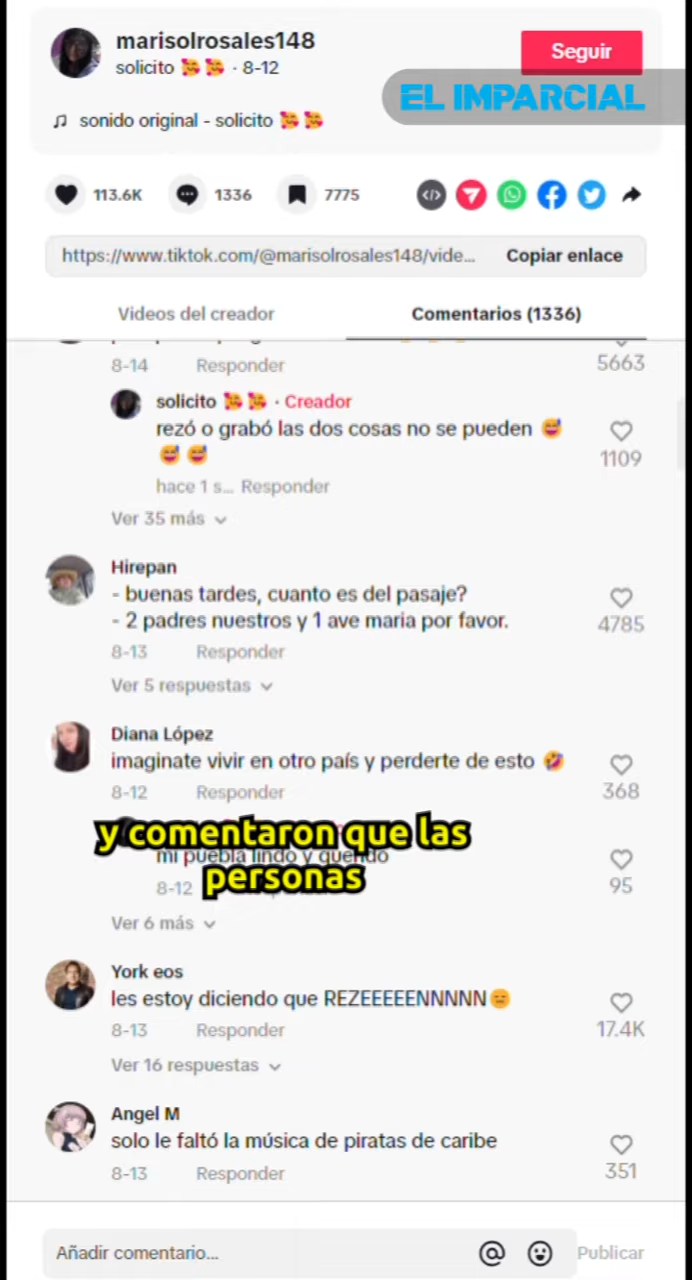 marisolrosales148
solicito 🥰 🥰 · 8-12
Seguir
EL IMPARCIAL
sonido original - solicito 🥰 🥰
113.6K
1336
7775
https://www.tiktok.com/@marisolrosales148/vide...
Copiar enlace
Videos del creador
Comentarios (1336)
8-14 Responder
5663
solicito 🥰 🥰 · Creador
rezó o grabó las dos cosas no se pueden 😅
😅 😅
1109
hace 1 s... Responder
Ver 35 más
Hirepan
- buenas tardes, cuanto es del pasaje?
- 2 padres nuestros y 1 ave maria por favor.
4785
8-13 Responder
Ver 5 respuestas
Diana López
imaginate vivir en otro país y perderte de esto 🤣
368
8-12 Responder
y comentaron que las
personas
mi puebla lindo y querido
8-12
95
Ver 6 más
York eos
les estoy diciendo que REZEEEEENNNNN😑
17.4K
8-13 Responder
Ver 16 respuestas
Angel M
solo le faltó la música de piratas de caribe
351
8-13 Responder
Añadir comentario...
Publicar